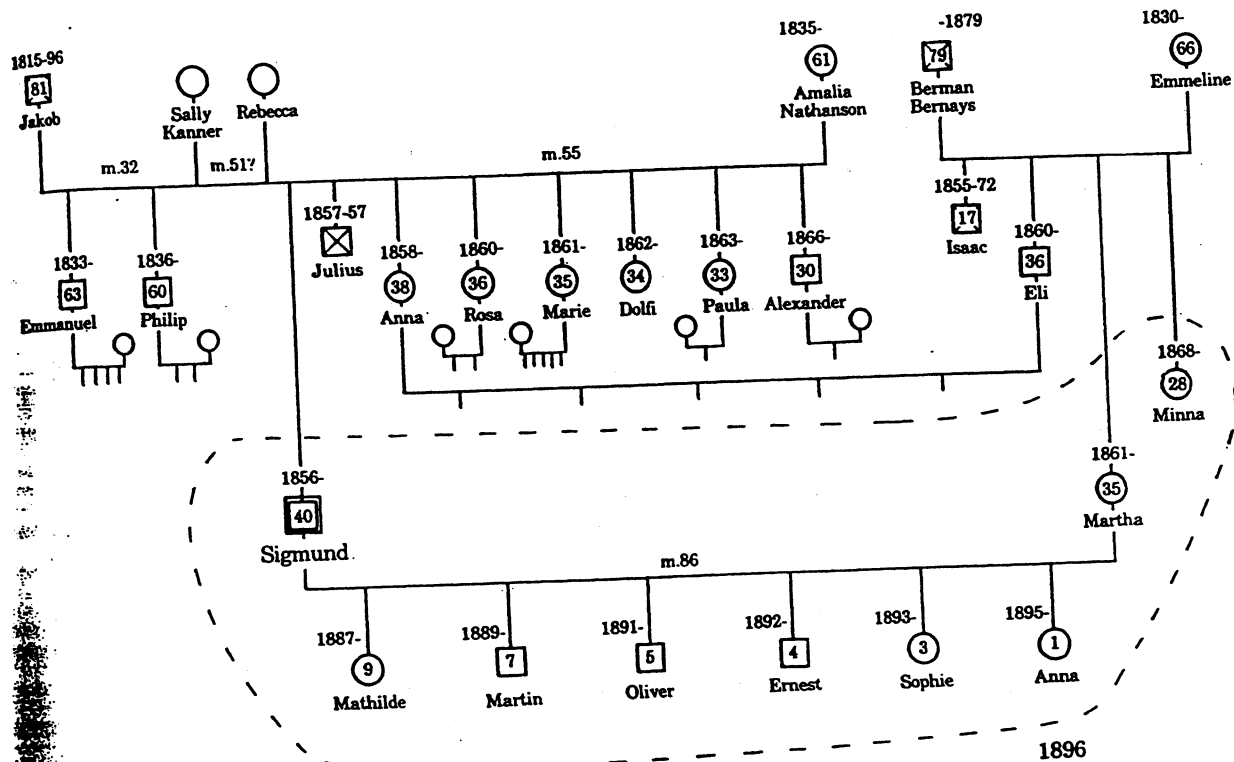 1815-96
81
Jakob
Sally
Kanner
Rebecca
1835-
61
Amalia
Nathanson
-1879
79
Berman
Bernays
1830-
66
Emmeline
m.32
m.51?
m.55
1833-
63
Emmanuel
1836-
60
Philip
1857-57
Julius
1858-
38
Anna
1860-
36
Rosa
1861-
35
Marie
1862-
34
Dolfi
1863-
33
Paula
1866-
30
Alexander
1855-72
17
Isaac
1860-
36
Eli
1868-
28
Minna
1856-
40
Sigmund
1861-
35
Martha
m.86
1887-
9
Mathilde
1889-
7
Martin
1891-
5
Oliver
1892-
4
Ernest
1893-
3
Sophie
1895-
1
Anna
1896